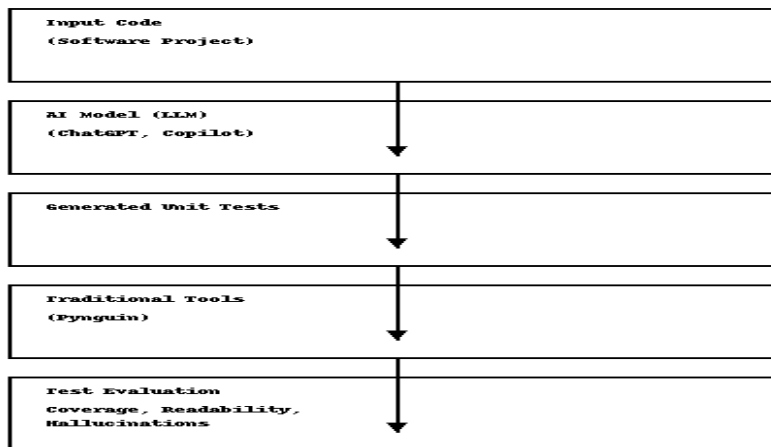 Input Code
(Software Project)
AI Model (LLM)
(ChatGPT, Copilot)
Generated Unit Tests
Traditional Tools
(Pynguin)
Test Evaluation
Coverage, Readability,
Hallucinations